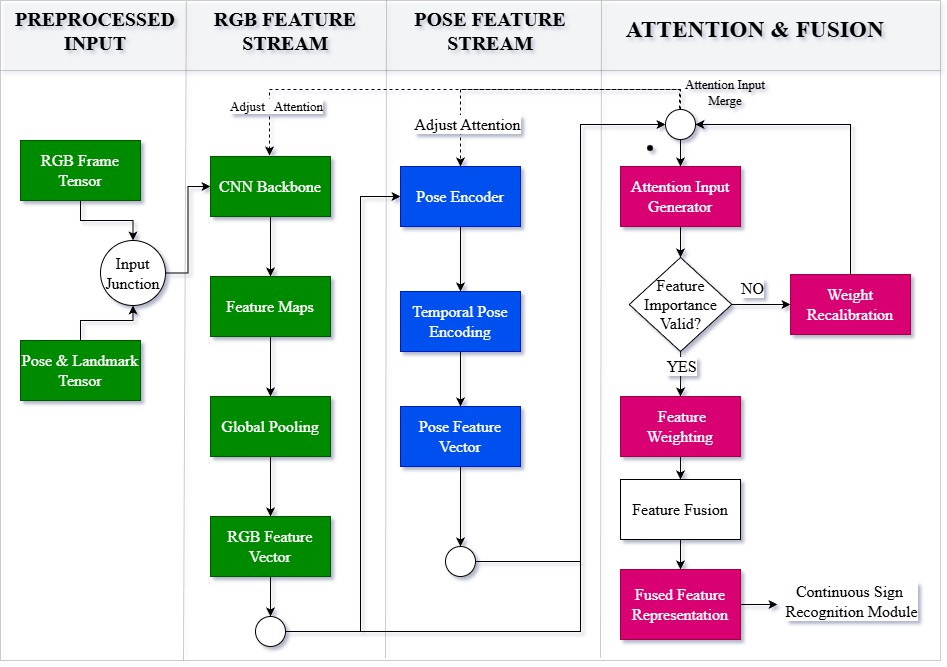 PREPROCESSED
INPUT
RGB FEATURE
STREAM
POSE FEATURE
STREAM
ATTENTION & FUSION
RGB Frame
Tensor
Input
Junction
Pose & Landmark
Tensor
Adjust Attention
CNN Backbone
Feature Maps
Global Pooling
RGB Feature
Vector
Adjust Attention
Pose Encoder
Temporal Pose
Encoding
Pose Feature
Vector
Attention Input
Merge
Attention Input
Generator
Feature
Importance
Valid?
NO
Weight
Recalibration
YES
Feature
Weighting
Feature Fusion
Fused Feature
Representation
Continuous Sign
Recognition Module